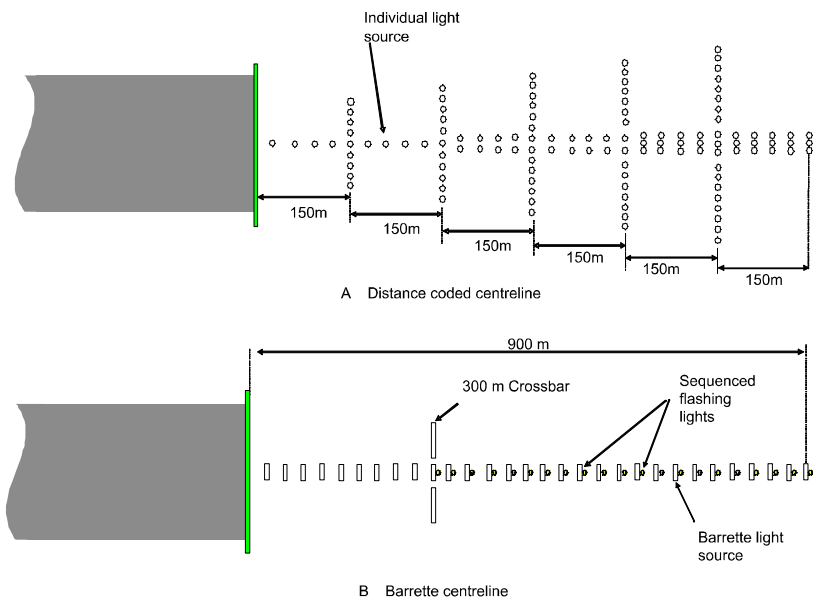 Individual light
source
150m
150m
150m
150m
150m
150m
A Distance coded centreline
900 m
300 m Crossbar
Sequenced
flashing
lights
Barrette light
source
B Barrette centreline